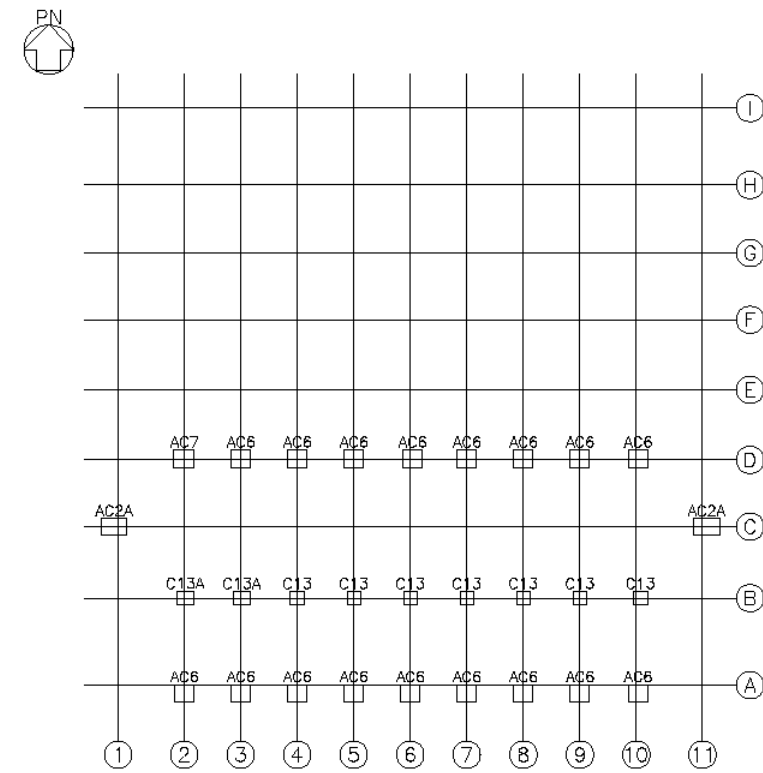 PN
I
H
G
F
E
AC7 AC6 AC6 AC6 AC6 AC6 AC6 AC6 AC6
D
AC2A AC2A
C
C13A C13A C13 C13 C13 C13 C13 C13 C13
B
AC6 AC6 AC6 AC6 AC6 AC6 AC6 AC6 AC6
A
1 2 3 4 5 6 7 8 9 10 11